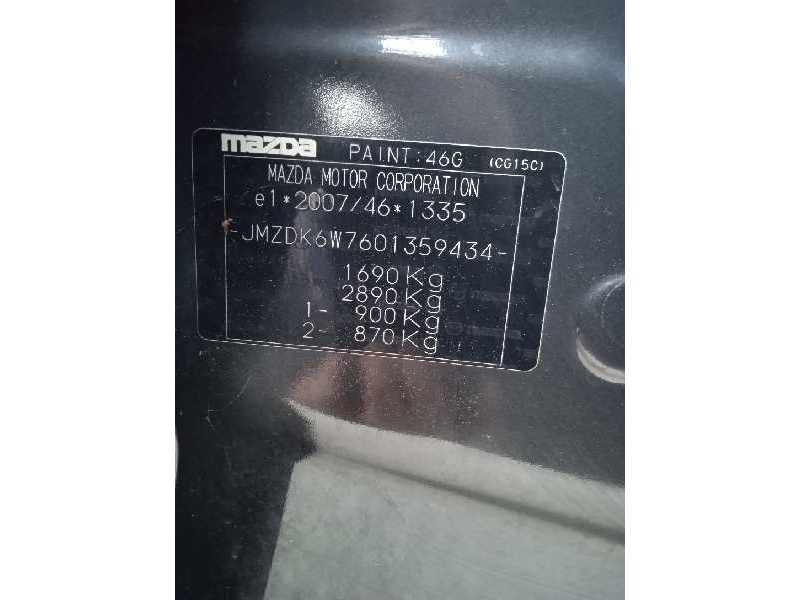 mazda PAINT:46G (CG15C)
MAZDA MOTOR CORPORATION
e1*2007/46*1335
-JMZDK6W7601359434-
1690Kg
2890Kg
1- 900Kg
2- 870Kg